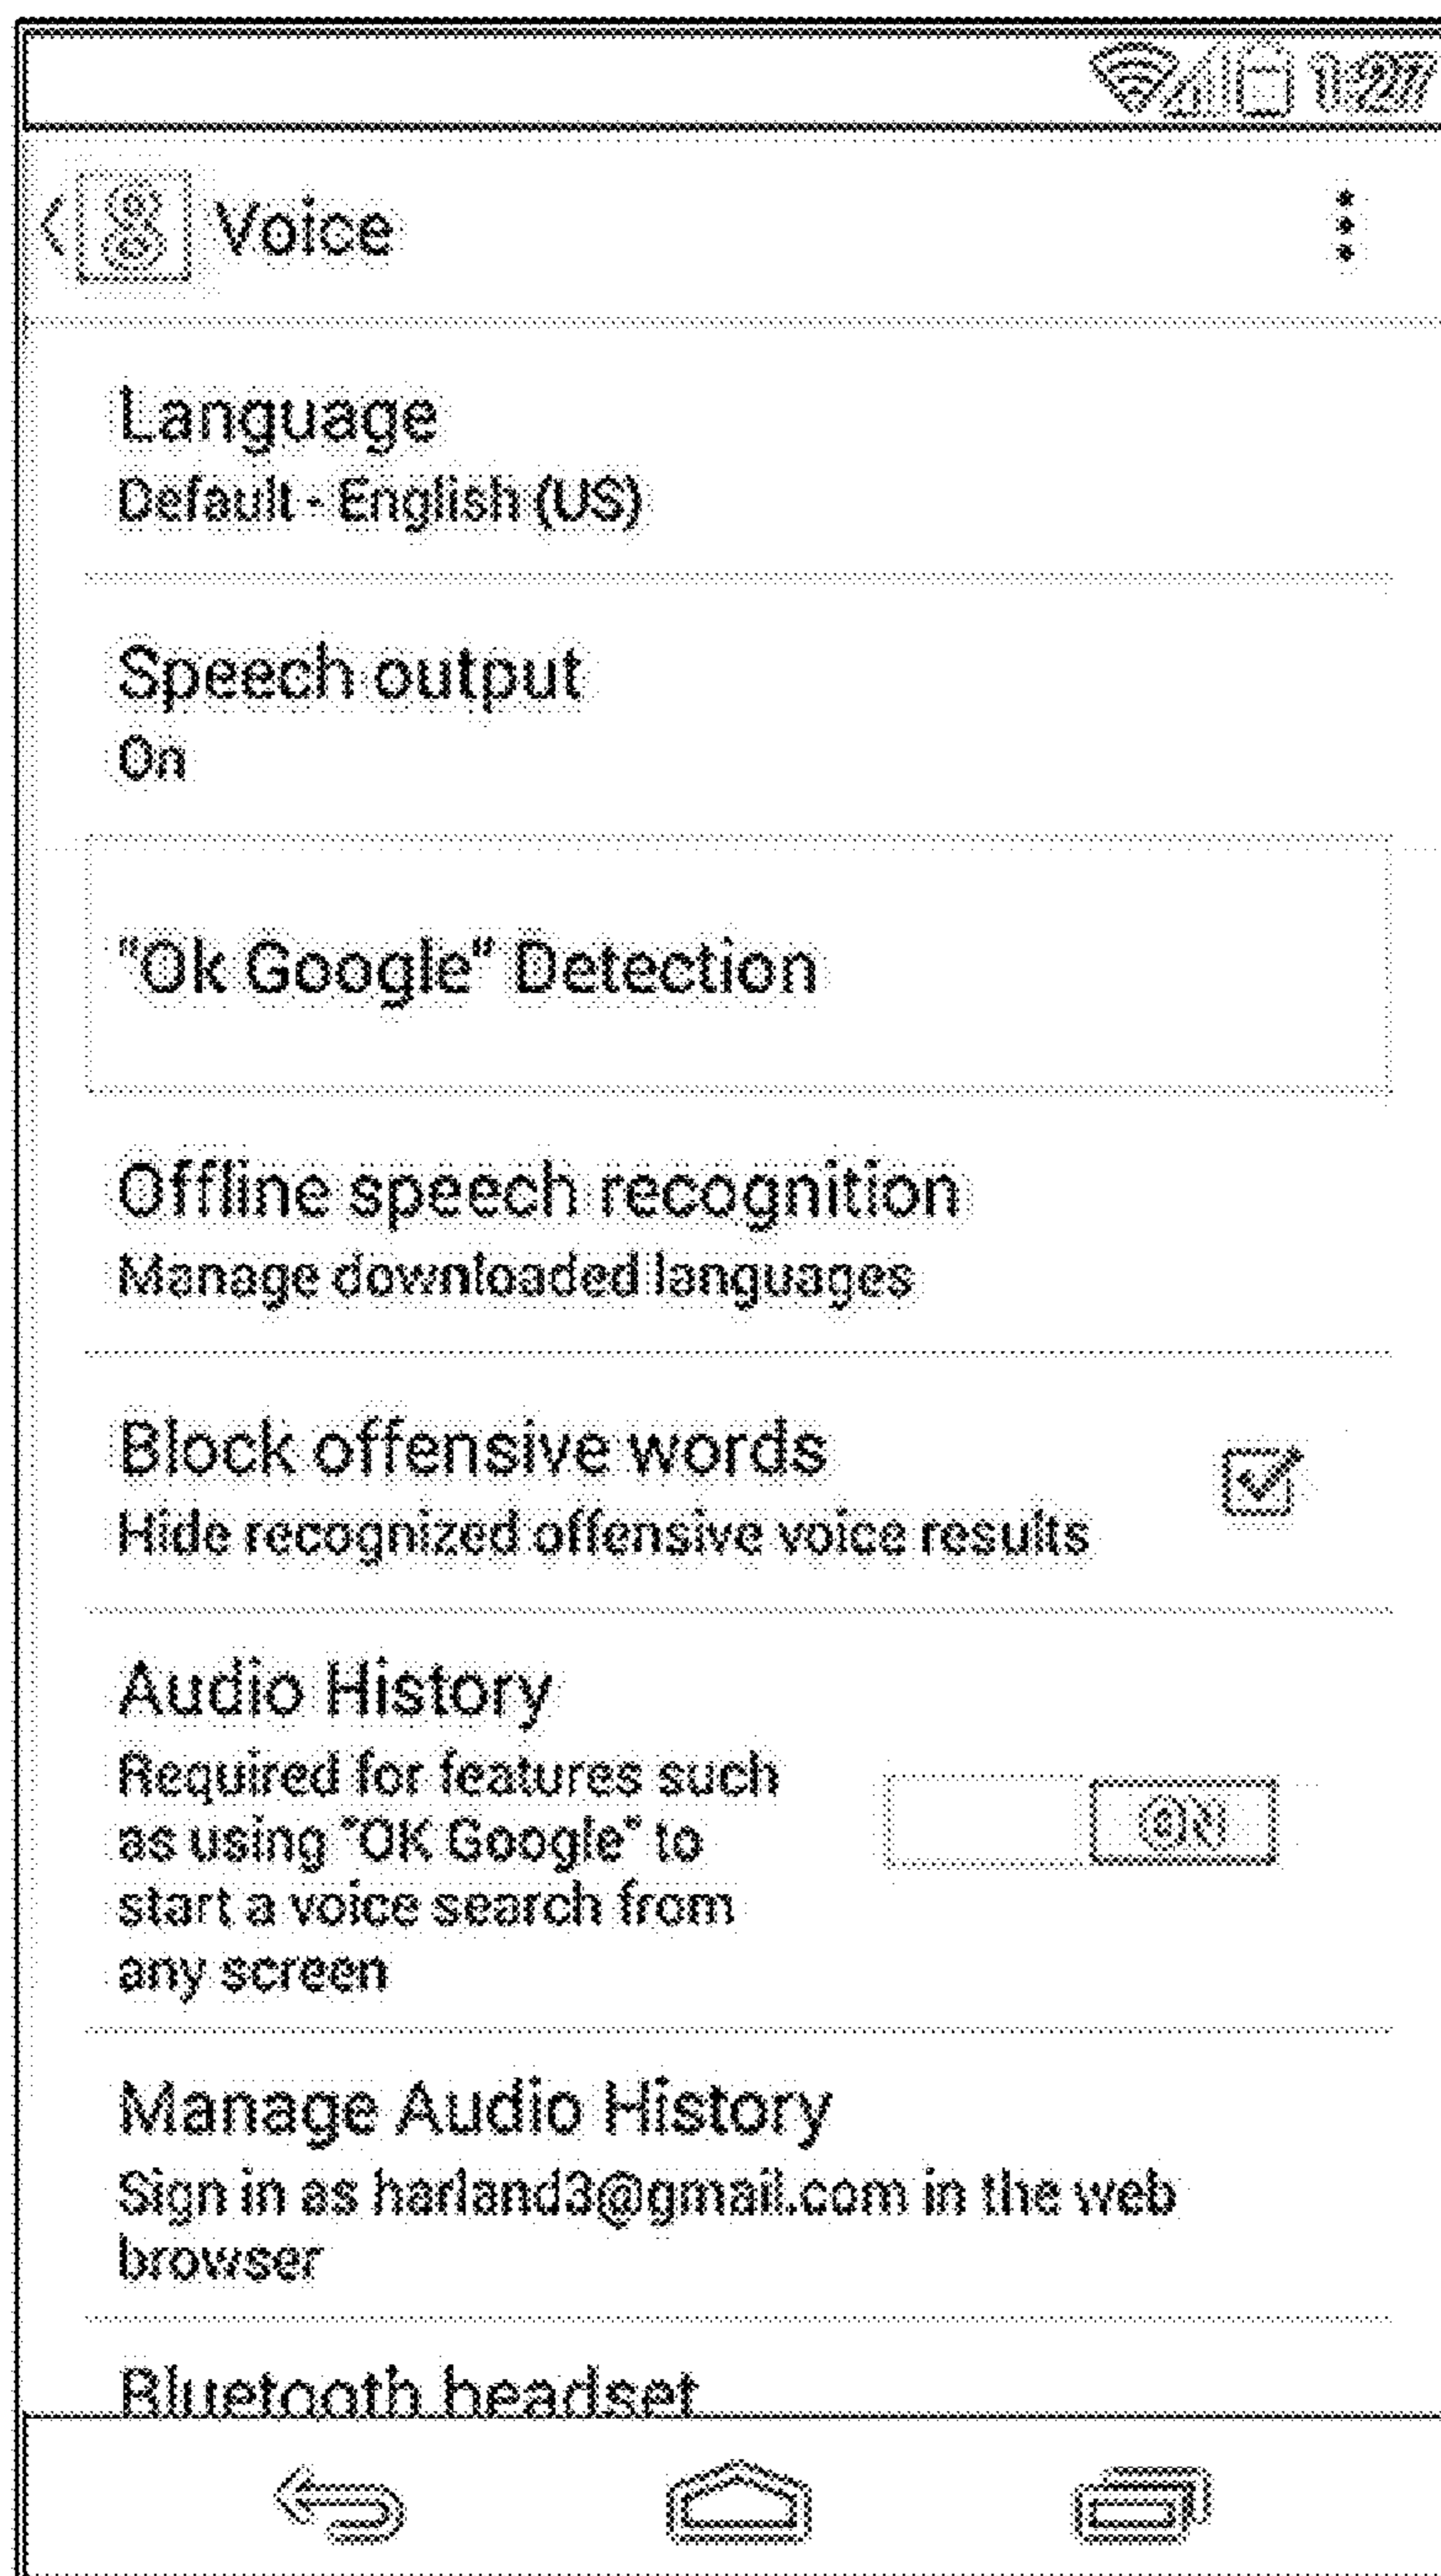 1:27
8 Voice
Language
Default - English (US)
Speech output
On
"Ok Google" Detection
Offline speech recognition
Manage downloaded languages
Block offensive words
Hide recognized offensive voice results
Audio History
Required for features such
as using "OK Google" to
start a voice search from
any screen
ON
Manage Audio History
Sign in as harland3@gmail.com in the web
browser
Bluetooth headset